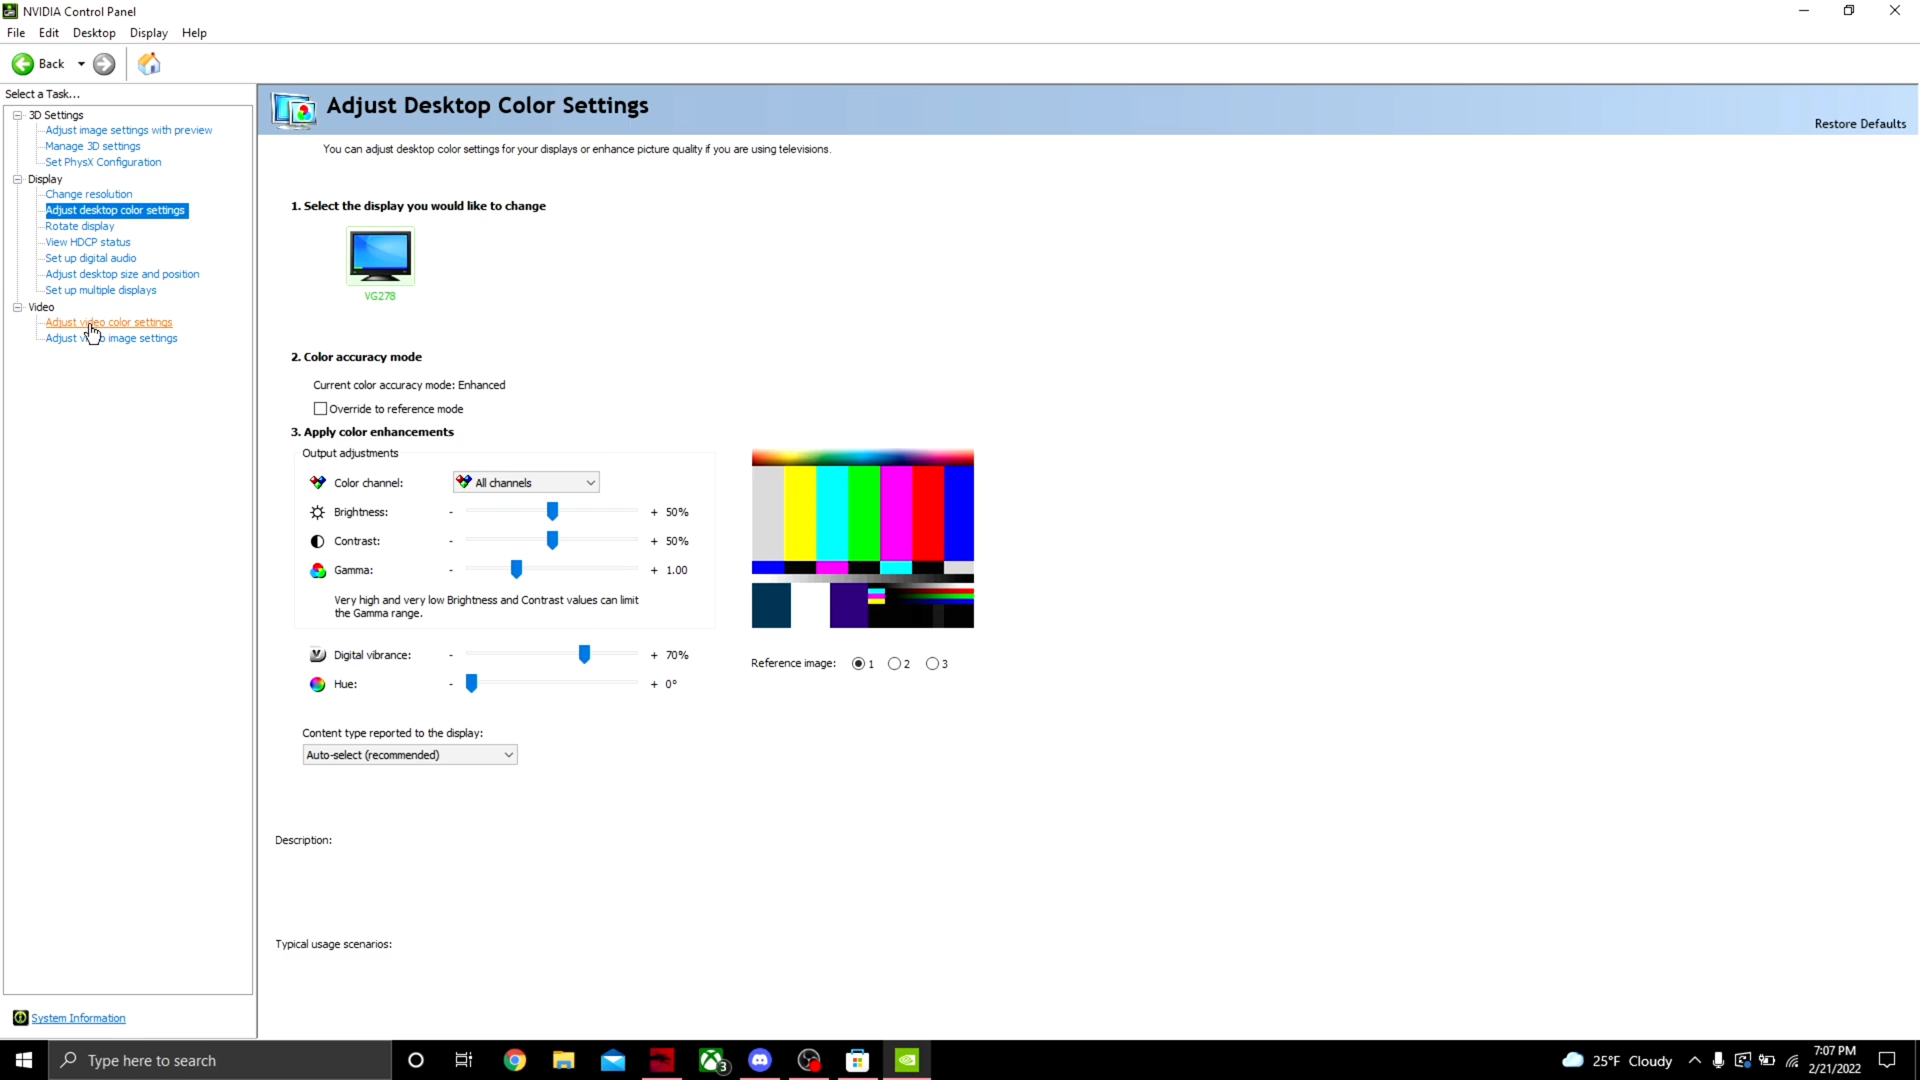 NVIDIA Control Panel
File Edit Desktop Display Help
Back
Select a Task...
3D Settings
Adjust image settings with preview
Manage 3D settings
Set PhysX Configuration
Display
Change resolution
Adjust desktop color settings
Rotate display
View HDCP status
Set up digital audio
Adjust desktop size and position
Set up multiple displays
Video
Adjust video color settings
Adjust video image settings
System Information
Adjust Desktop Color Settings
Restore Defaults
You can adjust desktop color settings for your displays or enhance picture quality if you are using televisions.
1. Select the display you would like to change
VG278
2. Color accuracy mode
Current color accuracy mode: Enhanced
Override to reference mode
3. Apply color enhancements
Output adjustments
Color channel: All channels
Brightness: - + 50%
Contrast: - + 50%
Gamma: - + 1.00
Very high and very low Brightness and Contrast values can limit
the Gamma range.
Digital vibrance: - + 70%
Hue: - + 0°
Reference image: 1 2 3
Content type reported to the display:
Auto-select (recommended)
Description:
Typical usage scenarios:
Type here to search
3
25°F Cloudy
7:07 PM
2/21/2022